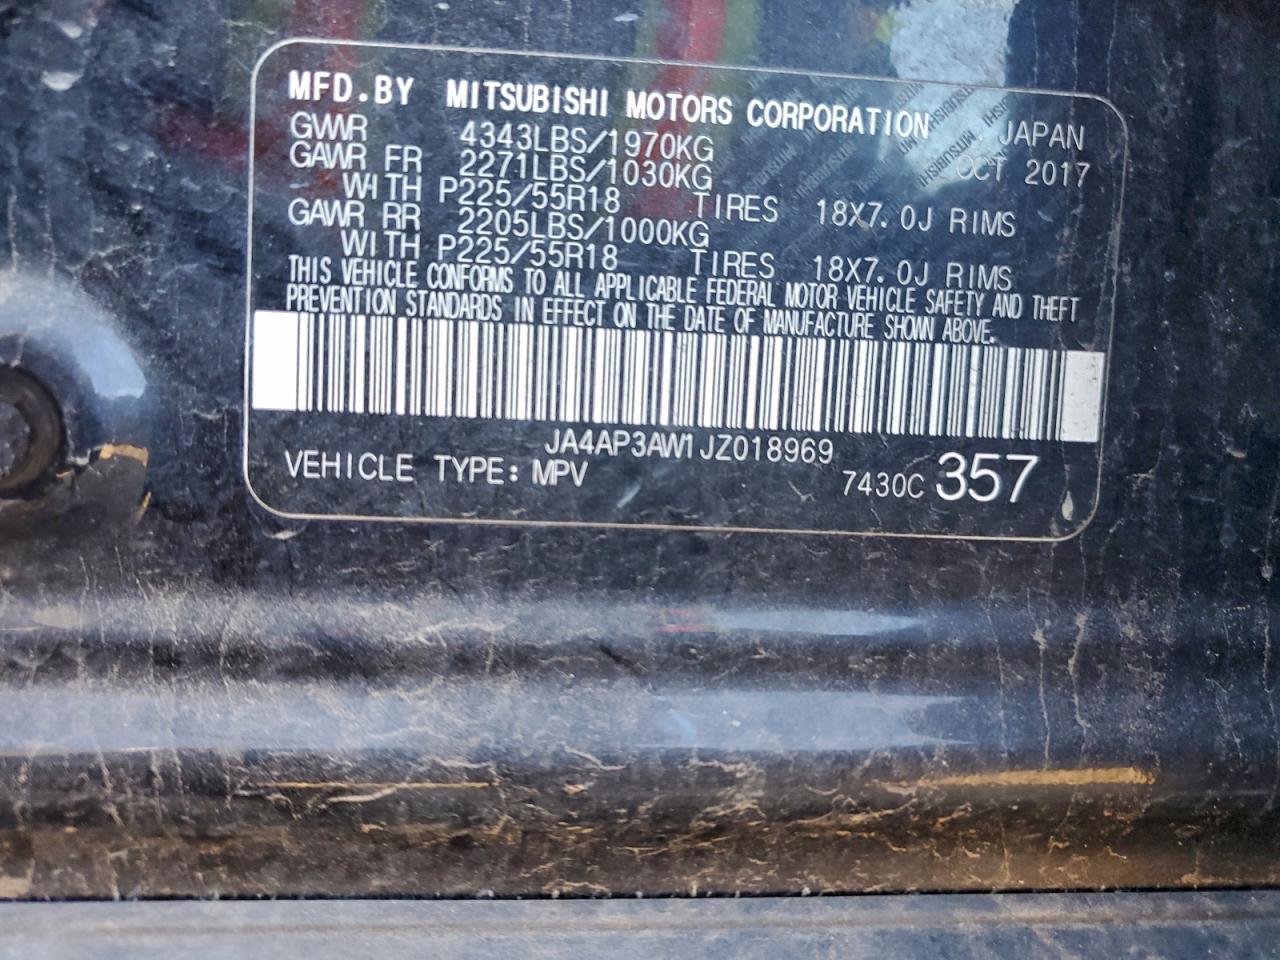 MFD.BY MITSUBISHI MOTORS CORPORATION JAPAN
GVWR 4343LBS/1970KG OCT 2017
GAWR FR 2271LBS/1030KG
WITH P225/55R18 TIRES 18X7.0J RIMS
GAWR RR 2205LBS/1000KG
WITH P225/55R18 TIRES 18X7.0J RIMS
THIS VEHICLE CONFORMS TO ALL APPLICABLE FEDERAL MOTOR VEHICLE SAFETY AND THEFT
PREVENTION STANDARDS IN EFFECT ON THE DATE OF MANUFACTURE SHOWN ABOVE.
JA4AP3AW1JZ018969
VEHICLE TYPE: MPV 7430C 357